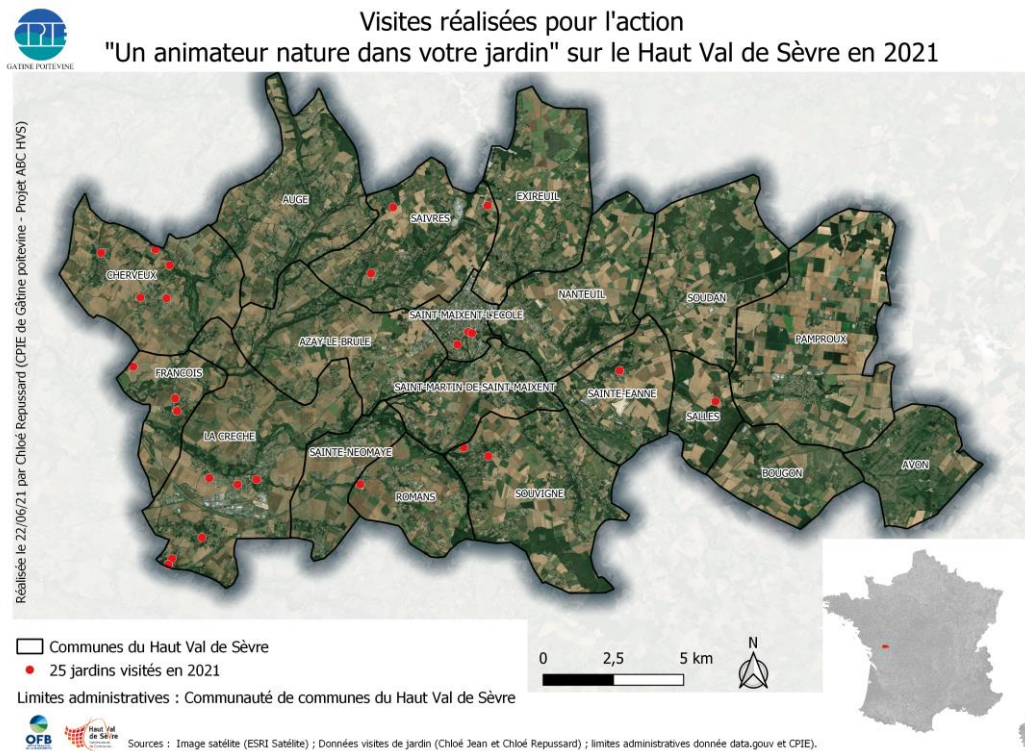 Visites réalisées pour l'action
"Un animateur nature dans votre jardin" sur le Haut Val de Sèvre en 2021
CPIE
GATINE POITEVINE
Réalisée le 22/06/21 par Chloé Repussard (CPIE de Gâtine poitevine - Projet ABC HVS)
AUGE
SAIVRES
EXIREUIL
CHERVEUX
NANTEUIL
SOUDAN
SAINT-MAIXENT-L'ECOLE
AZAY-LE-BRULE
PAMPROUX
FRANCOIS
SAINT-MARTIN-DE-SAINT-MAIXENT
SAINTE-EANNE
SALLES
LA CRECHE
SAINTE-NEOMAYE
AVON
BOUGON
ROMANS
SOUVIGNE
Communes du Haut Val de Sèvre
25 jardins visités en 2021
0 2,5 5 km
N
Limites administratives : Communauté de communes du Haut Val de Sèvre
OFB
Haut Val
de Sèvre
Sources : Image satélite (ESRI Satélite) ; Données visites de jardin (Chloé Jean et Chloé Repussard) ; limites administratives donnée data.gouv et CPIE).